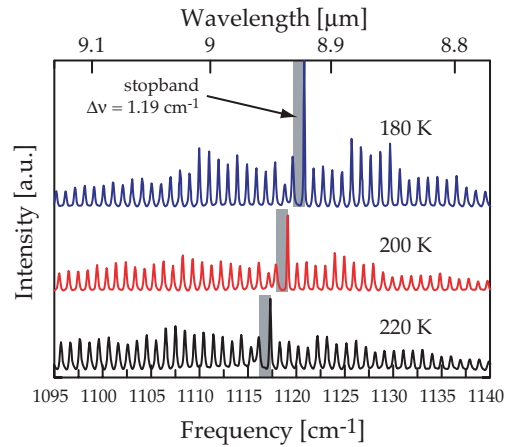 Wavelength [µm]
9.1 9 8.9 8.8
stopband
Δν = 1.19 cm⁻¹
180 K
200 K
220 K
Intensity [a.u.]
1095 1100 1105 1110 1115 1120 1125 1130 1135 1140
Frequency [cm⁻¹]